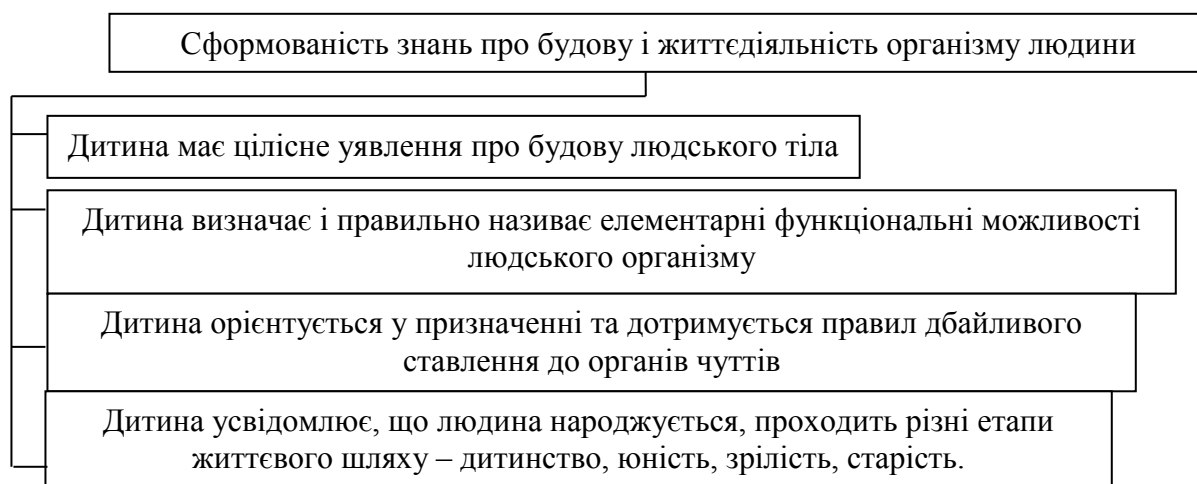 Сформованість знань про будову і життєдіяльність організму людини
Дитина має цілісне уявлення про будову людського тіла
Дитина визначає і правильно називає елементарні функціональні можливості
людського організму
Дитина орієнтується у призначенні та дотримується правил дбайливого
ставлення до органів чуттів
Дитина усвідомлює, що людина народжується, проходить різні етапи
життєвого шляху – дитинство, юність, зрілість, старість.